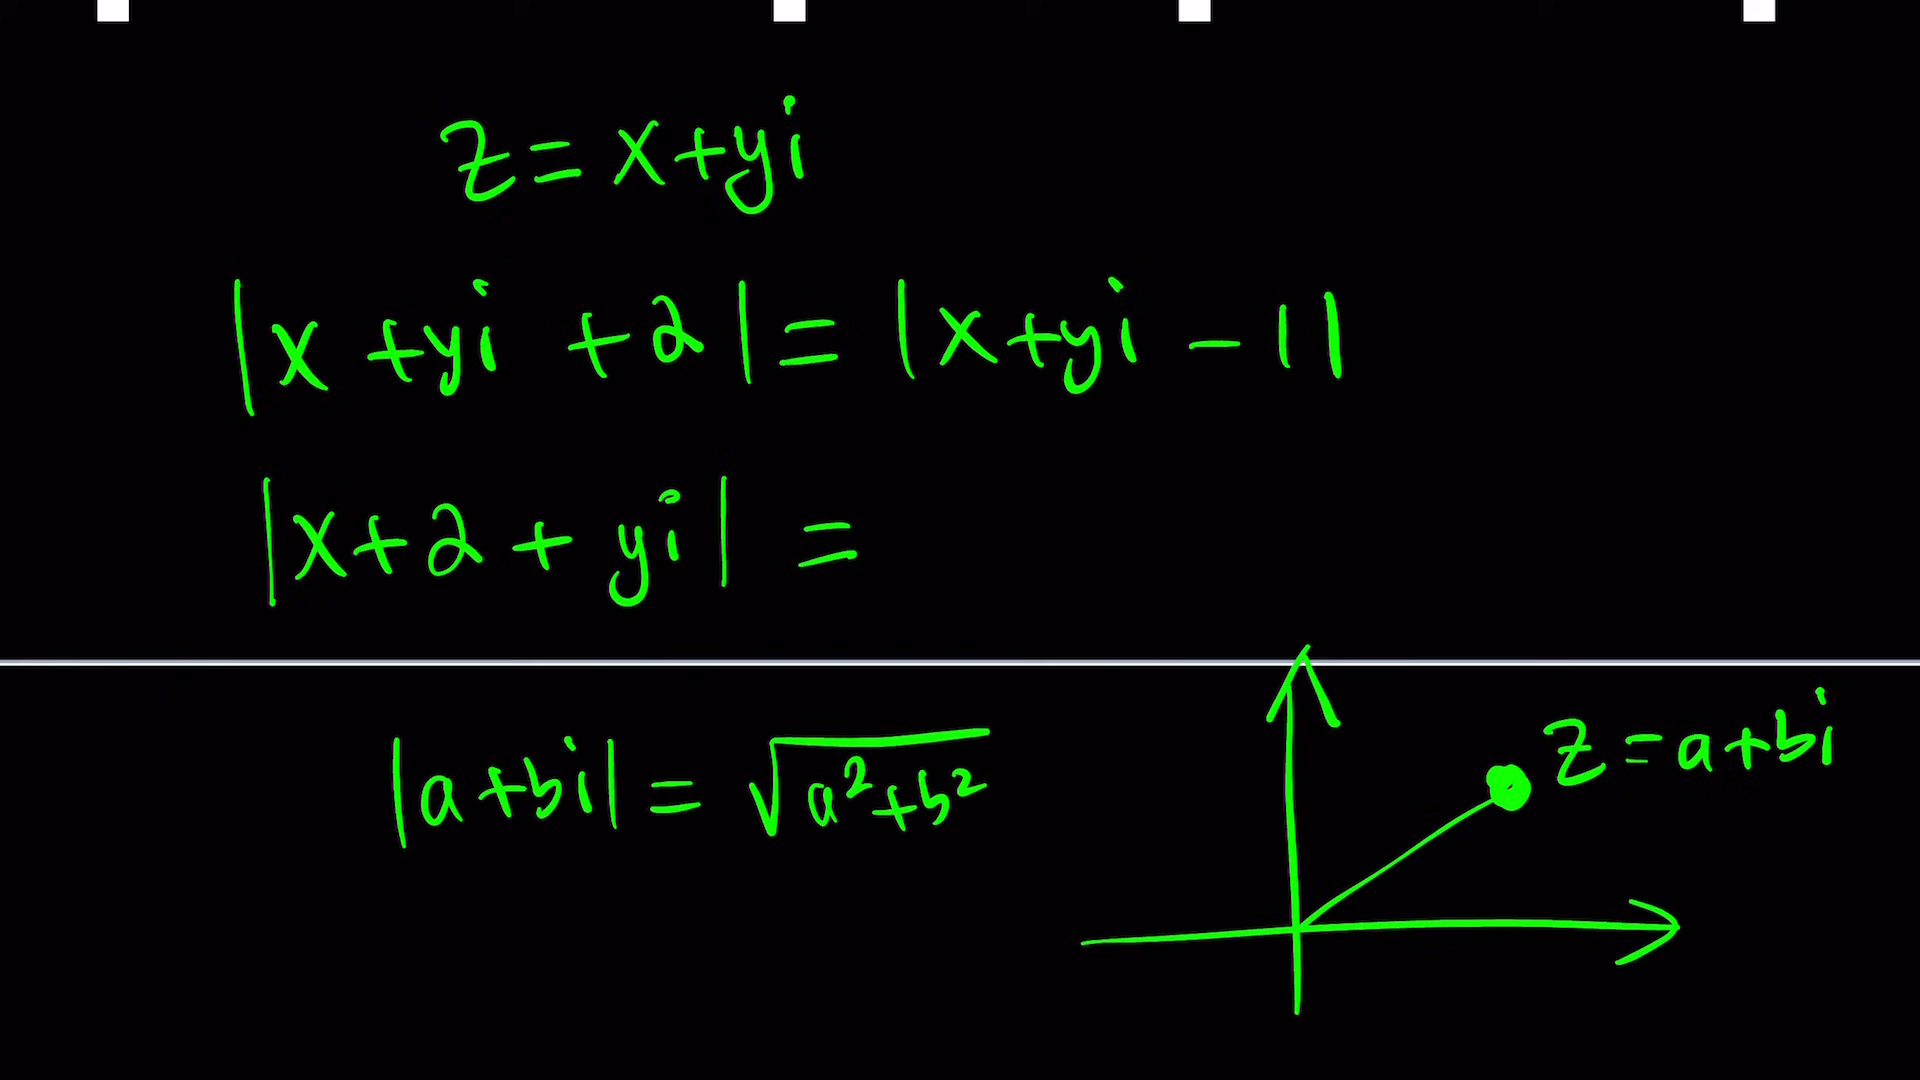 z = x+yi
|x +yi +2| = |x+yi - 1|
|x+2 + yi| =
|a+bi| = √a²+b²
z = a+bi